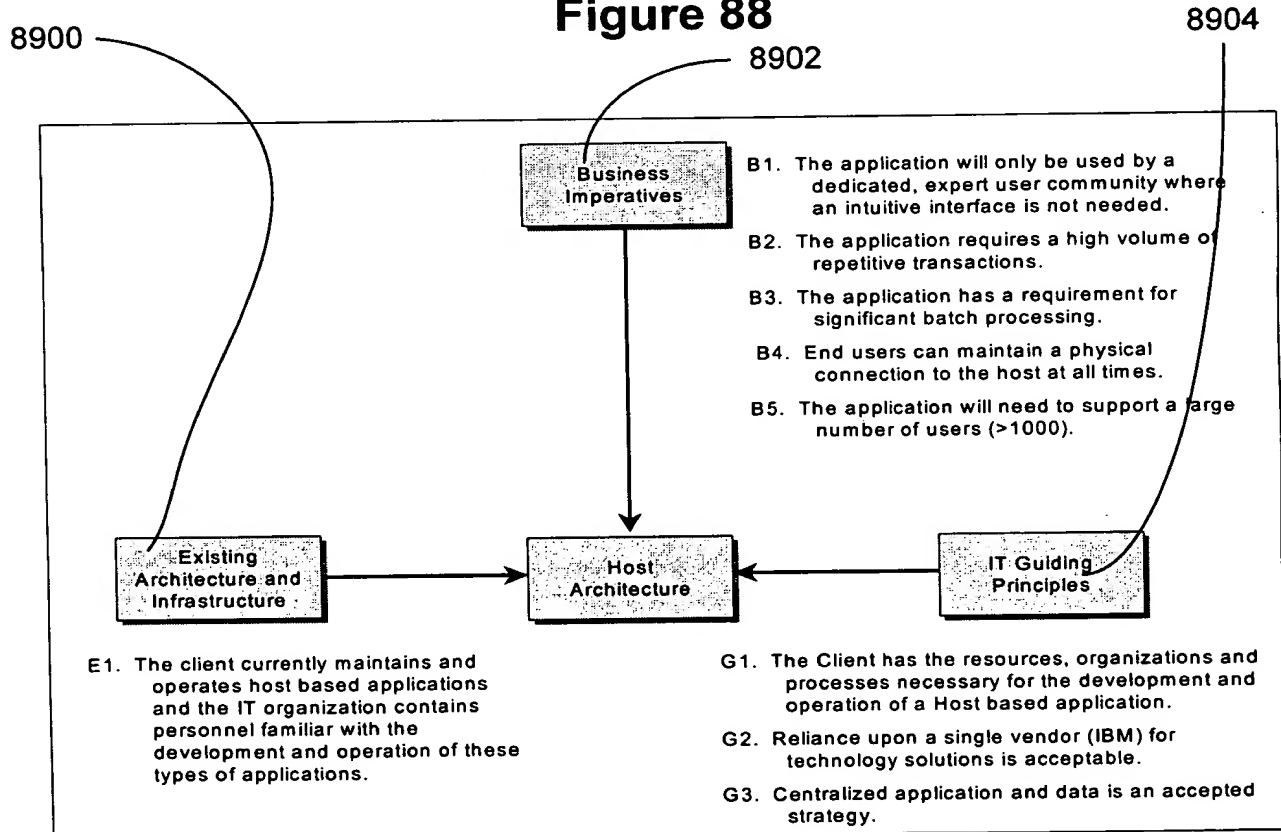 Figure 88
8900
8902
8904
Business
Imperatives
B1. The application will only be used by a
dedicated, expert user community where
an intuitive interface is not needed.
B2. The application requires a high volume of
repetitive transactions.
B3. The application has a requirement for
significant batch processing.
B4. End users can maintain a physical
connection to the host at all times.
B5. The application will need to support a large
number of users (>1000).
Existing
Architecture and
Infrastructure
Host
Architecture
IT Guiding
Principles
E1. The client currently maintains and
operates host based applications
and the IT organization contains
personnel familiar with the
development and operation of these
types of applications.
G1. The Client has the resources, organizations and
processes necessary for the development and
operation of a Host based application.
G2. Reliance upon a single vendor (IBM) for
technology solutions is acceptable.
G3. Centralized application and data is an accepted
strategy.